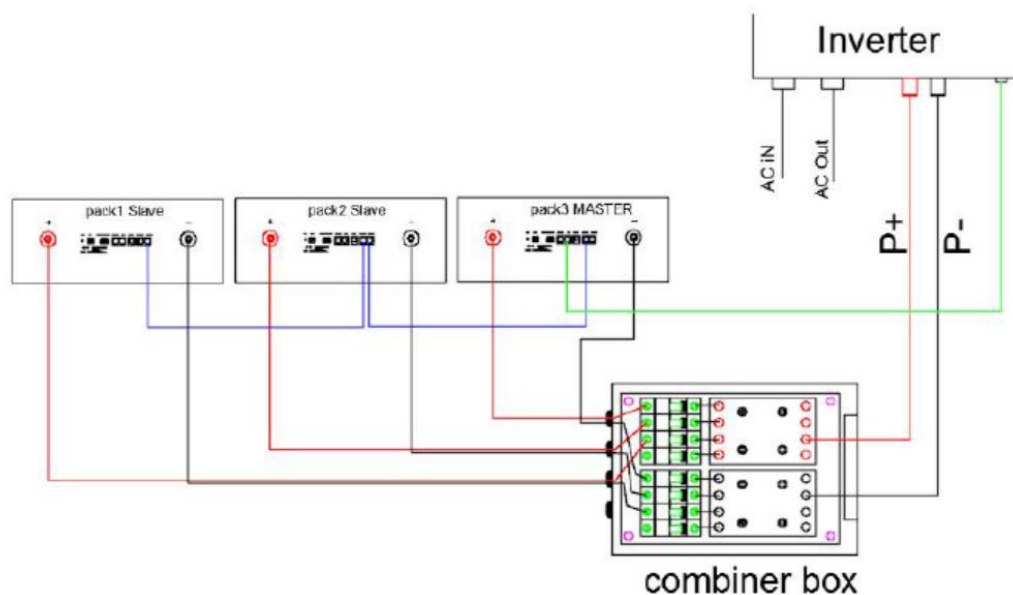 Inverter
AC iN
AC Out
P+
P-
pack1 Slave
pack2 Slave
pack3 MASTER
+
-
+
-
+
-
combiner box